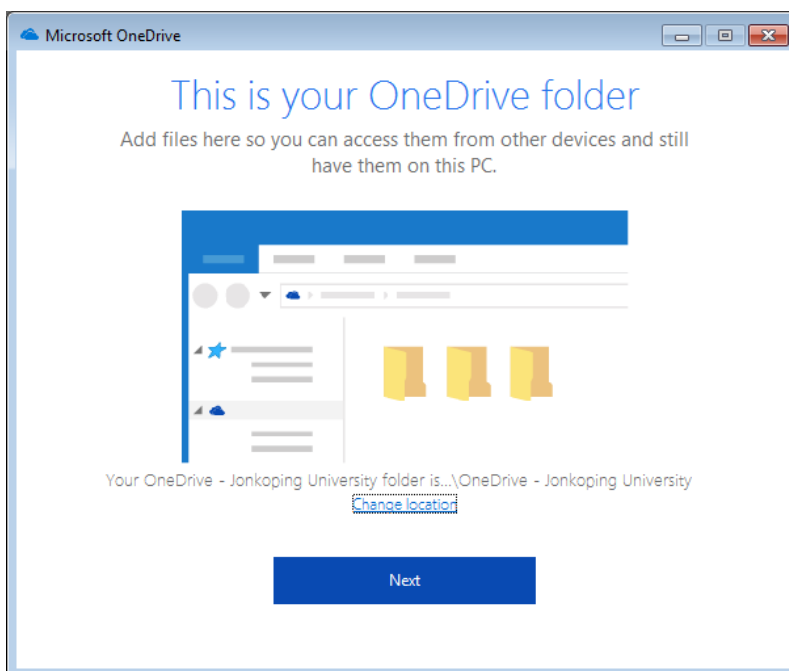 Microsoft OneDrive
This is your OneDrive folder
Add files here so you can access them from other devices and still
have them on this PC.
Your OneDrive - Jonkoping University folder is...\OneDrive - Jonkoping University
Change location
Next